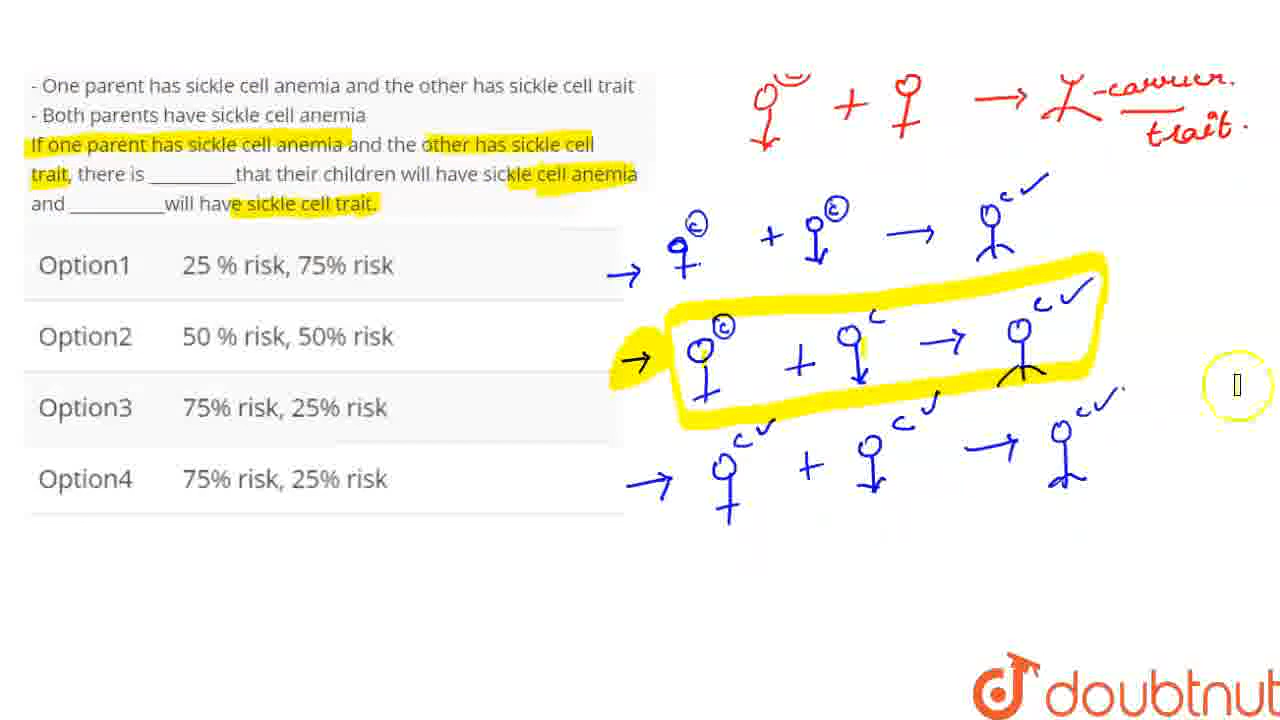 - One parent has sickle cell anemia and the other has sickle cell trait
- Both parents have sickle cell anemia
If one parent has sickle cell anemia and the other has sickle cell
trait, there is __________that their children will have sickle cell anemia
and ___________will have sickle cell trait.
Option1 25 % risk, 75% risk
Option2 50 % risk, 50% risk
Option3 75% risk, 25% risk
Option4 75% risk, 25% risk
+ → -carrier.
trait.
→ c + c → c ✓
→ c + c → c ✓
→ c ✓ + c ✓ → c ✓
doubtnut